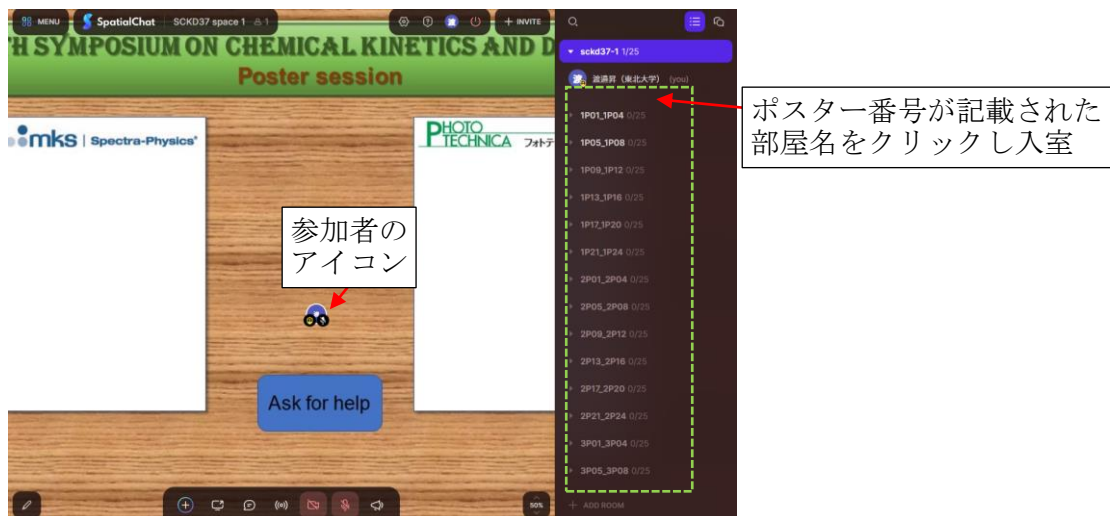 MENU
SpatialChat
SCKD37 space 1
1
+ INVITE
H SYMPOSIUM ON CHEMICAL KINETICS AND D
Poster session
mks | Spectra-Physics®
PHOTO
TECHNICA フォトテ
参加者の
アイコン
Ask for help
50%
sckd37-1 1/25
渡邉昇（東北大学） (you)
1P01_1P04 0/25
1P05_1P08 0/25
1P09_1P12 0/25
1P13_1P16 0/25
1P17_1P20 0/25
1P21_1P24 0/25
2P01_2P04 0/25
2P05_2P08 0/25
2P09_2P12 0/25
2P13_2P16 0/25
2P17_2P20 0/25
2P21_2P24 0/25
3P01_3P04 0/25
3P05_3P08 0/25
+ ADD ROOM
ポスター番号が記載された
部屋名をクリックし入室